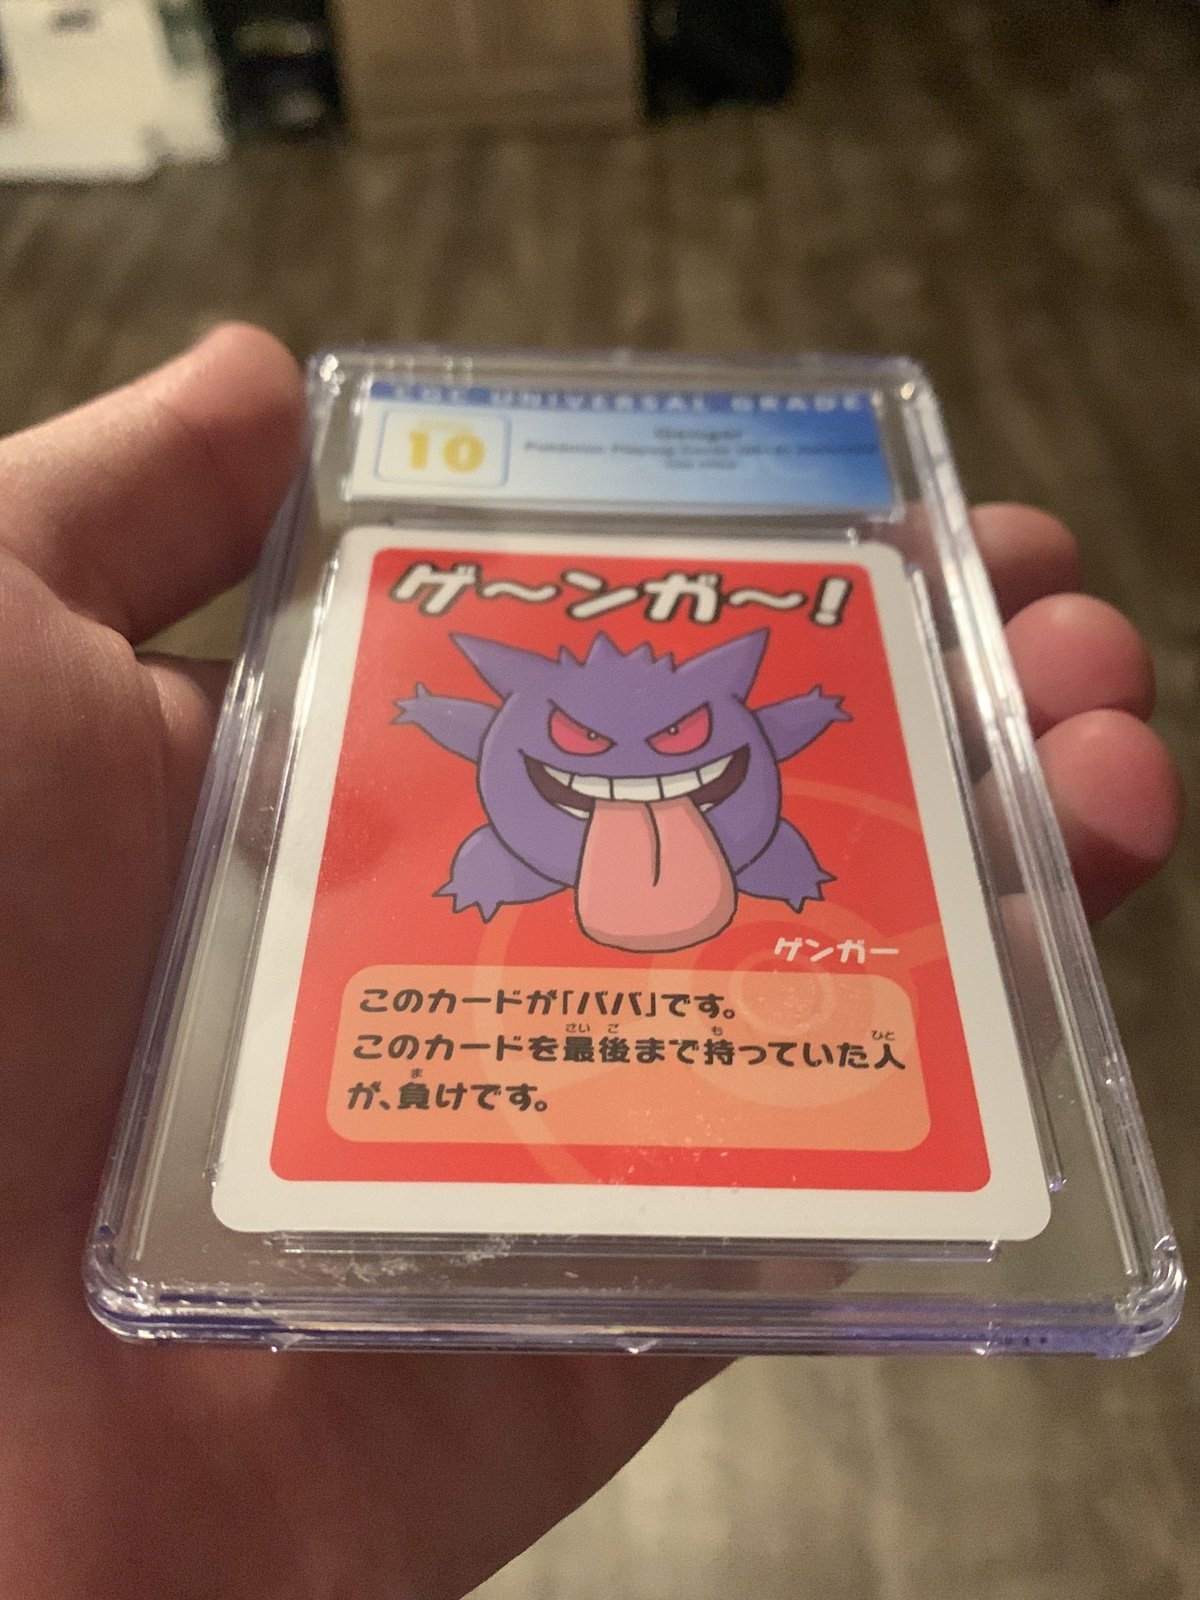 CGC UNIVERSAL GRADE
10
Gengar
ゲ〜ンガ〜!
ゲンガー
このカードが「ババ」です。
このカードを最後まで持っていた人
が、負けです。